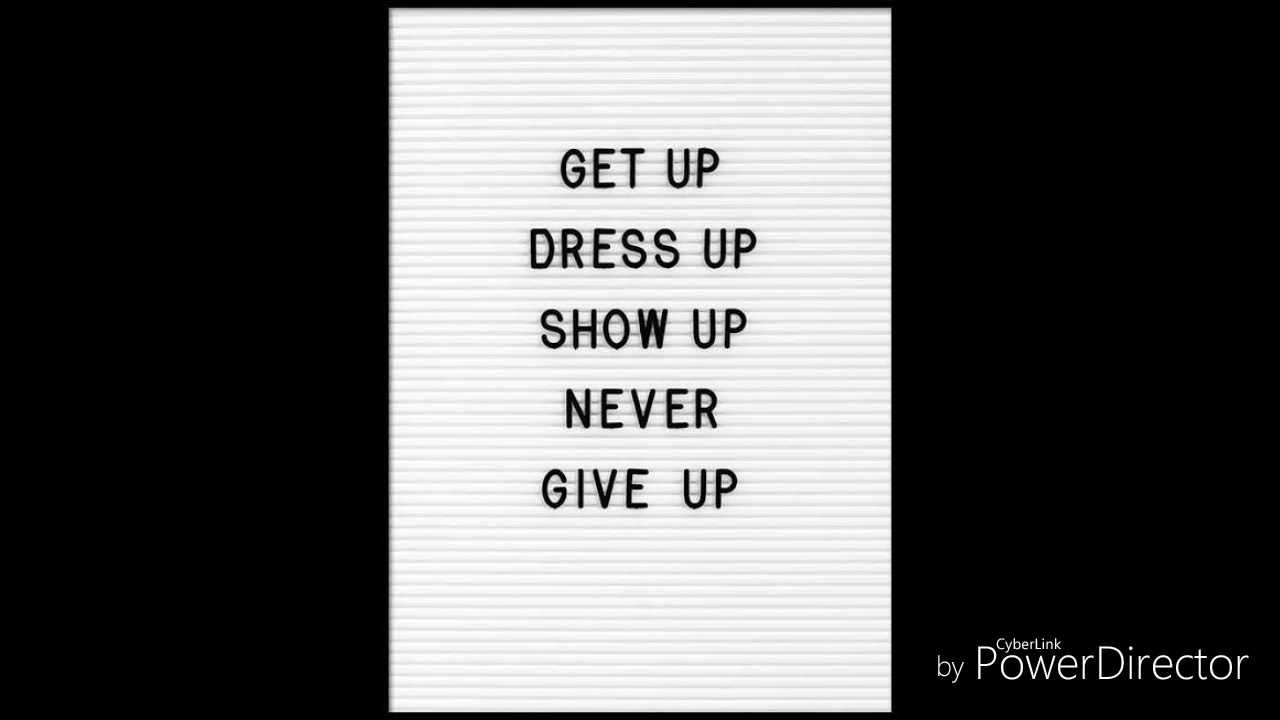 GET UP
DRESS UP
SHOW UP
NEVER
GIVE UP
CyberLink
by PowerDirector